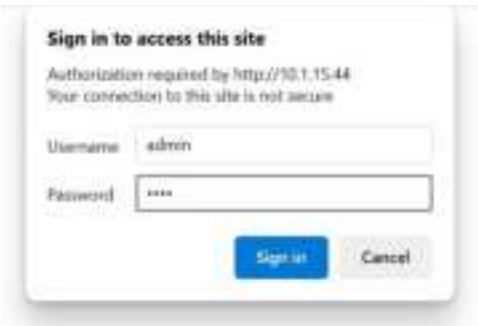 Sign in to access this site
Authorization required by http://10.1.15.44
Your connection to this site is not secure
Username admin
Password ••••
Sign in Cancel